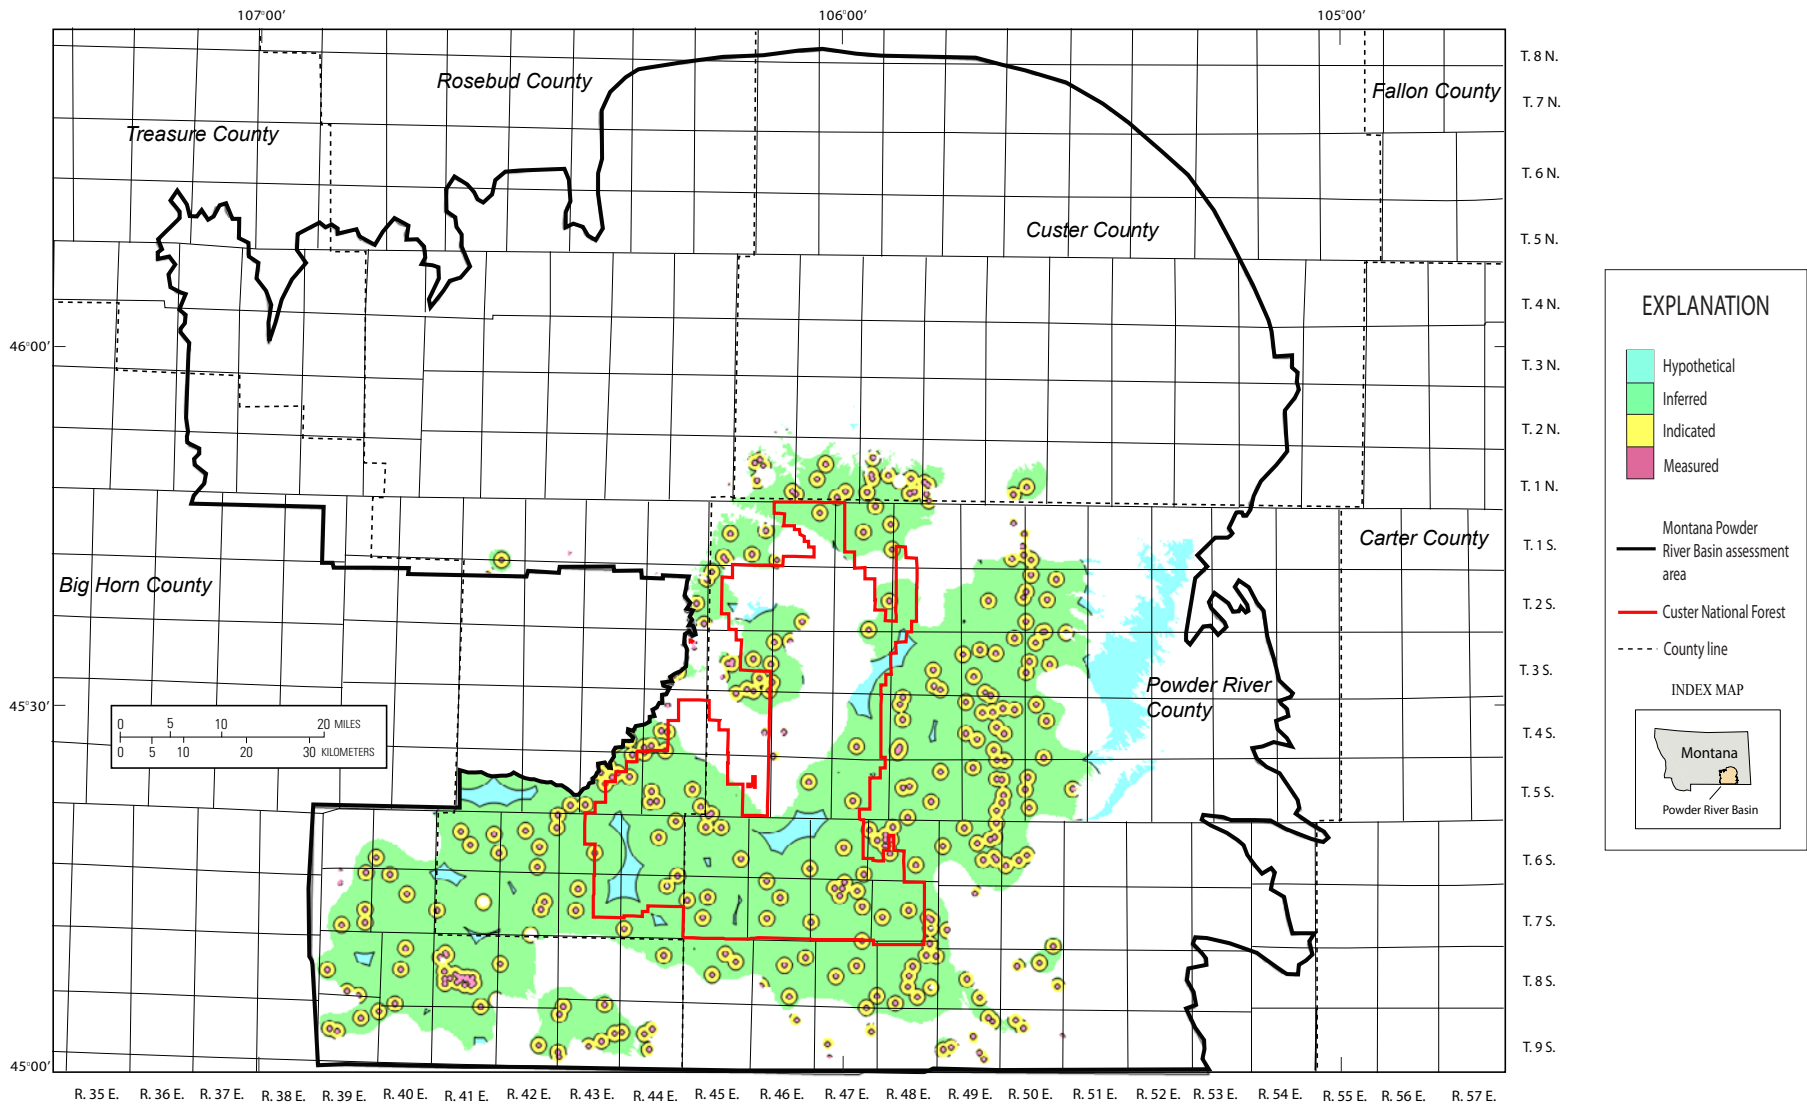 107°00’
106°00’
105°00’
Rosebud County
Fallon County
Treasure County
Custer County
Carter County
Big Horn County
Powder River
County
46°00’
45°30’
45°00’
T. 8 N.
T. 7 N.
T. 6 N.
T. 5 N.
T. 4 N.
T. 3 N.
T. 2 N.
T. 1 N.
T. 1 S.
T. 2 S.
T. 3 S.
T. 4 S.
T. 5 S.
T. 6 S.
T. 7 S.
T. 8 S.
T. 9 S.
0 5 10 20 MILES
0 5 10 20 30 KILOMETERS
R. 35 E. R. 36 E. R. 37 E. R. 38 E. R. 39 E. R. 40 E. R. 41 E. R. 42 E. R. 43 E. R. 44 E. R. 45 E. R. 46 E. R. 47 E. R. 48 E. R. 49 E. R. 50 E. R. 51 E. R. 52 E. R. 53 E. R. 54 E. R. 55 E. R. 56 E. R. 57 E.
EXPLANATION
Hypothetical
Inferred
Indicated
Measured
Montana Powder
River Basin assessment
area
Custer National Forest
County line
INDEX MAP
Montana
Powder River Basin